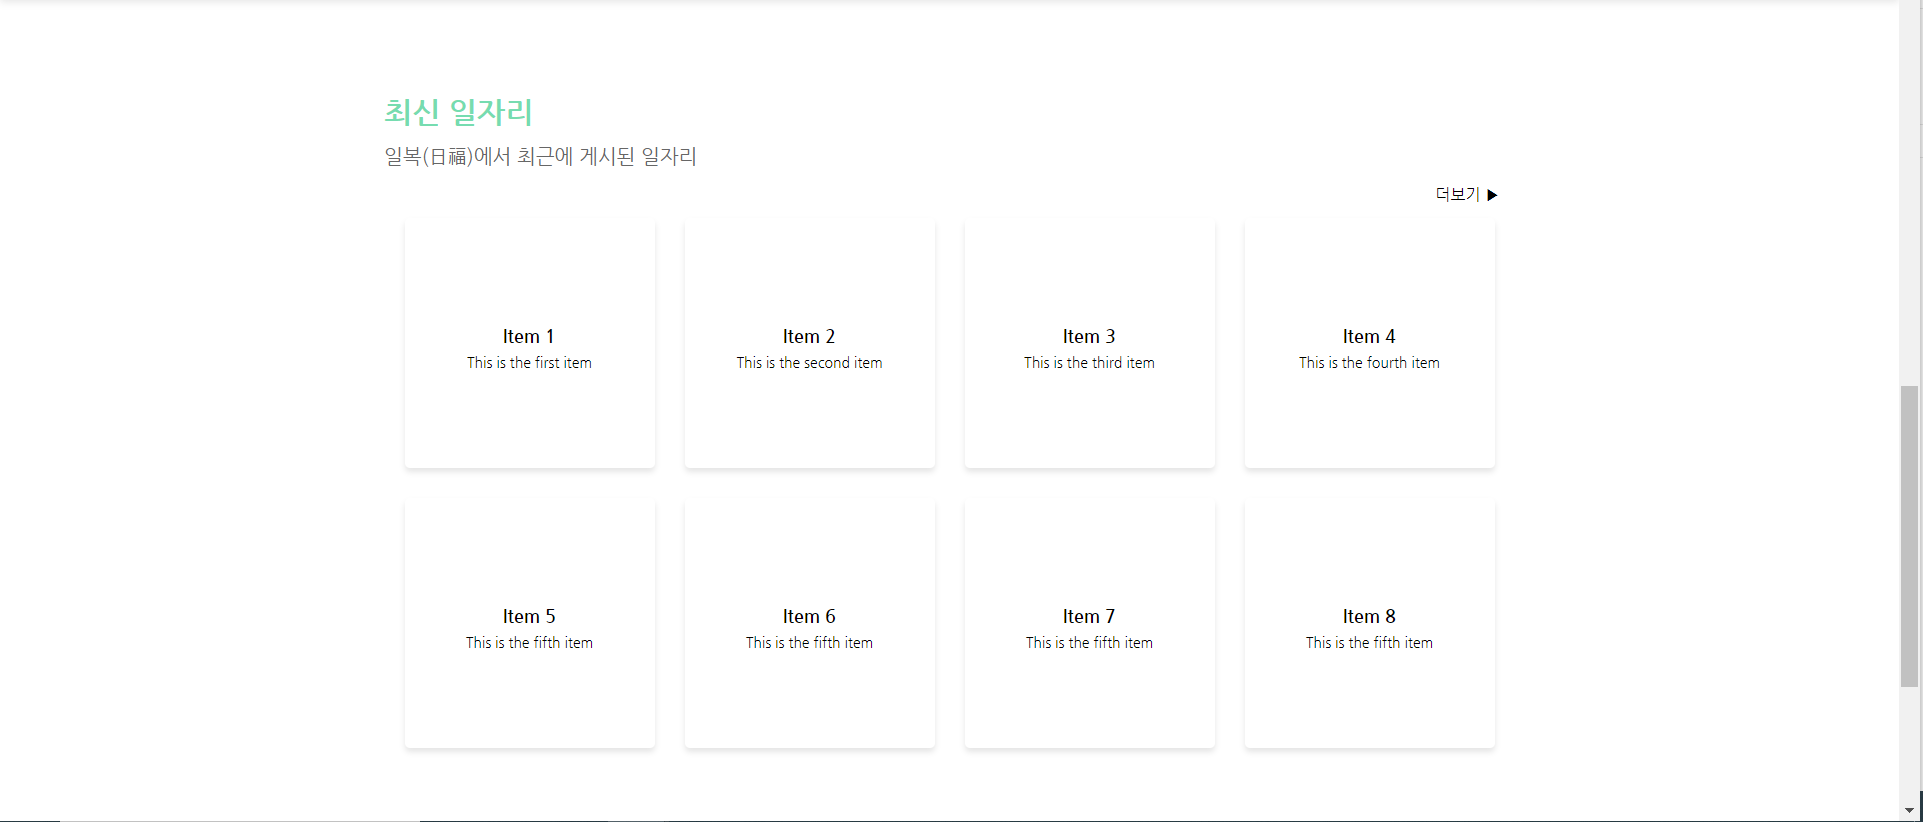 최신 일자리
일복(日福)에서 최근에 게시된 일자리
더보기 ▶
Item 1
This is the first item
Item 2
This is the second item
Item 3
This is the third item
Item 4
This is the fourth item
Item 5
This is the fifth item
Item 6
This is the fifth item
Item 7
This is the fifth item
Item 8
This is the fifth item